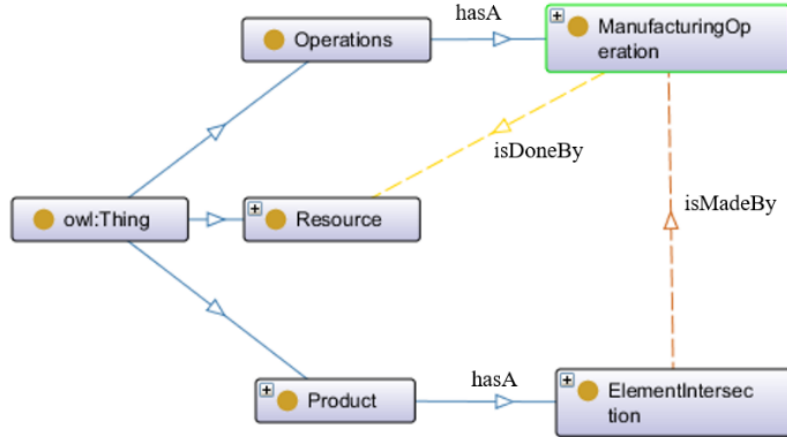 hasA
Operations
ManufacturingOp
eration
isDoneBy
owl:Thing
Resource
isMadeBy
Product
hasA
ElementIntersec
tion